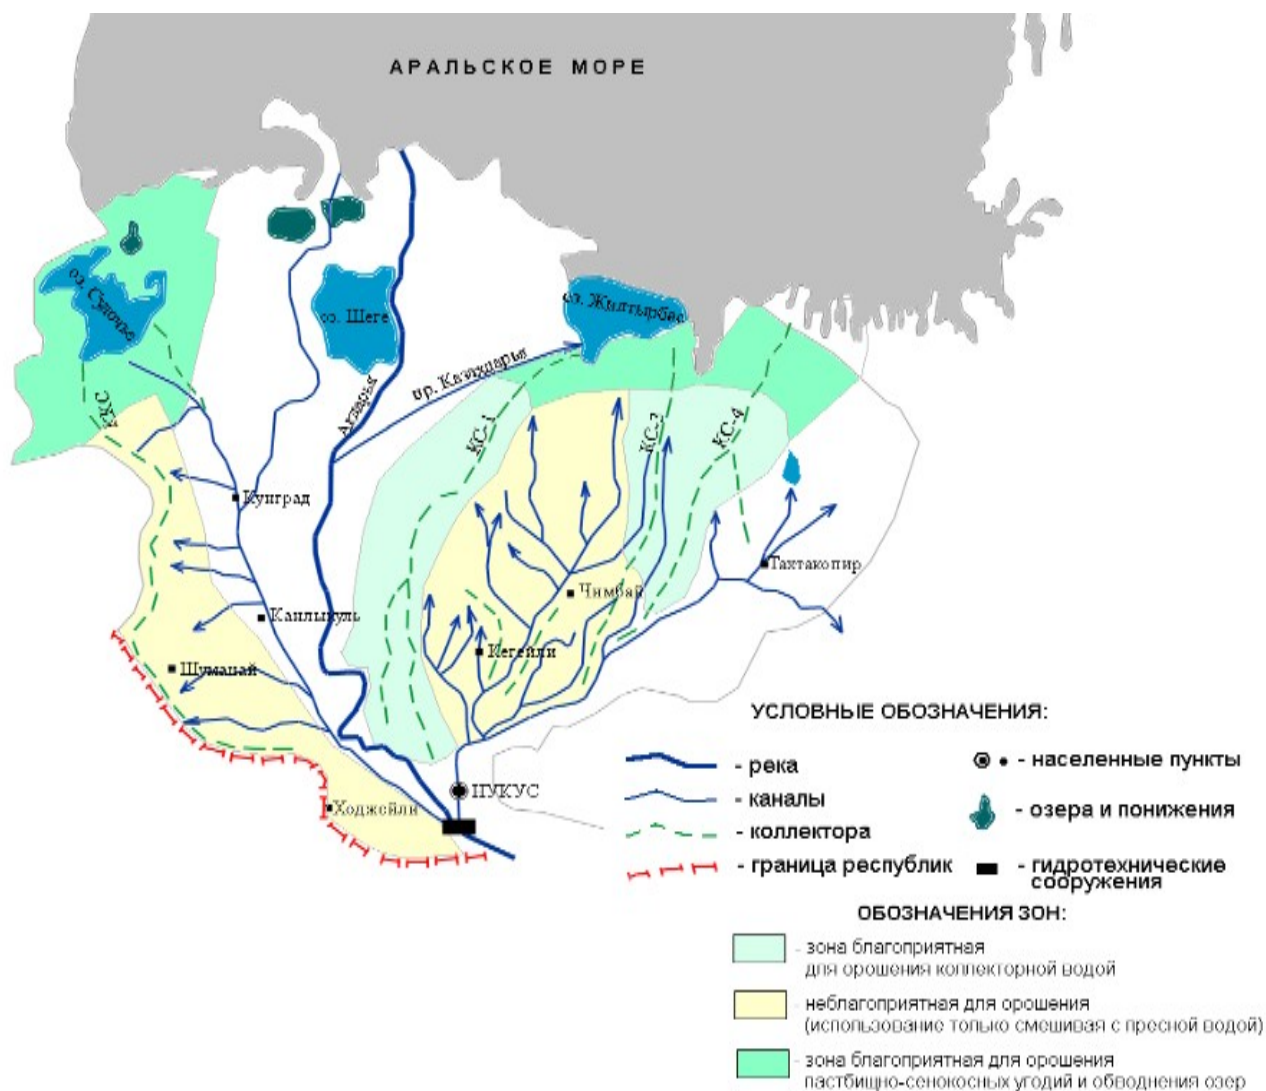 АРАЛЬСКОЕ МОРЕ
оз. Судочье
оз. Шеге
оз. Жилтырбас
Акдарья
пр. Казахдарья
ККС
КС-1
КС-3
КС-4
Кунград
Тахтакопир
Чимбай
Канлыкуль
Кегейли
Шуманай
НУКУС
Ходжейли
УСЛОВНЫЕ ОБОЗНАЧЕНИЯ:
- река
- каналы
- коллектора
- граница республик
- населенные пункты
- озера и понижения
- гидротехнические
сооружения
ОБОЗНАЧЕНИЯ ЗОН:
- зона благоприятная
для орошения коллекторной водой
- неблагоприятная для орошения
(использование только смешивая с пресной водой)
- зона благоприятная для орошения
пастбищно-сенокосных угодий и обводнения озер